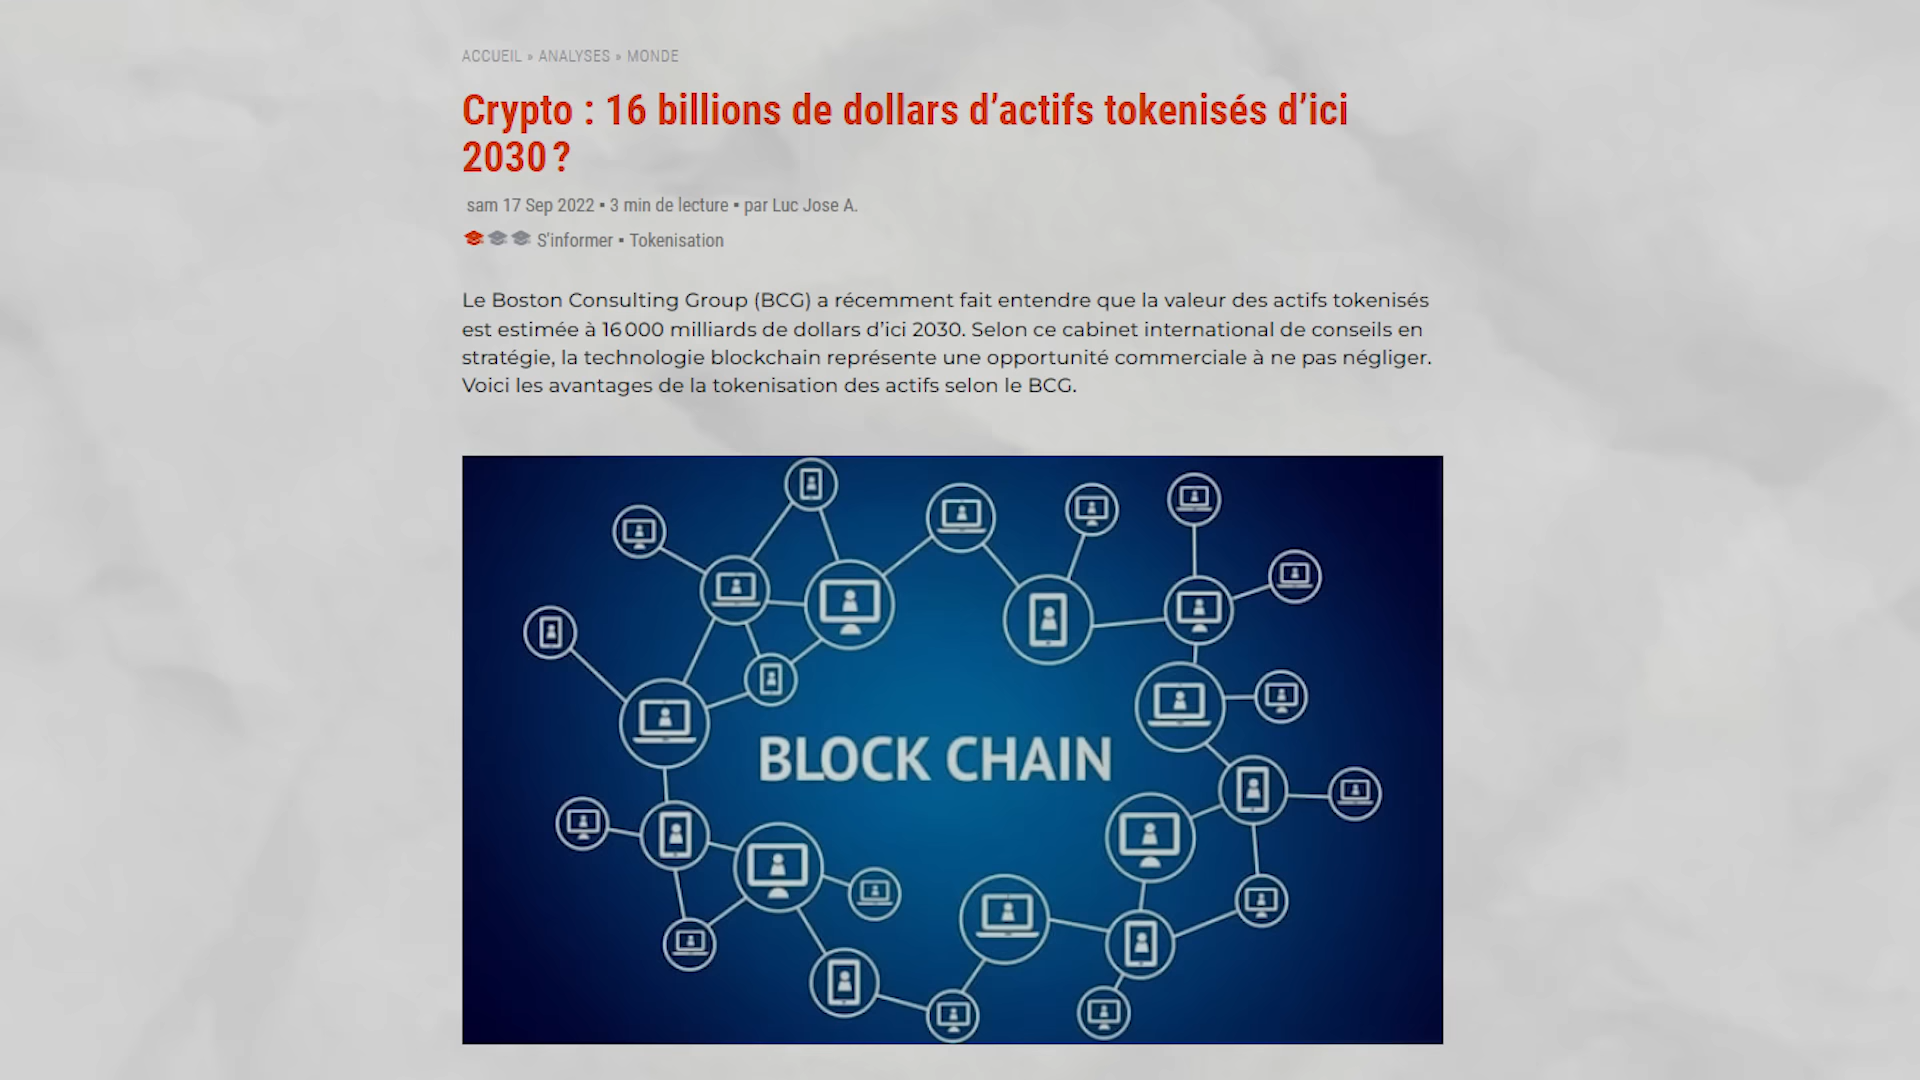 ACCUEIL » ANALYSES » MONDE
Crypto : 16 billions de dollars d’actifs tokenisés d’ici
2030 ?
sam 17 Sep 2022 ▪ 3 min de lecture ▪ par Luc Jose A.
S'informer ▪ Tokenisation
Le Boston Consulting Group (BCG) a récemment fait entendre que la valeur des actifs tokenisés
est estimée à 16 000 milliards de dollars d’ici 2030. Selon ce cabinet international de conseils en
stratégie, la technologie blockchain représente une opportunité commerciale à ne pas négliger.
Voici les avantages de la tokenisation des actifs selon le BCG.
BLOCK CHAIN